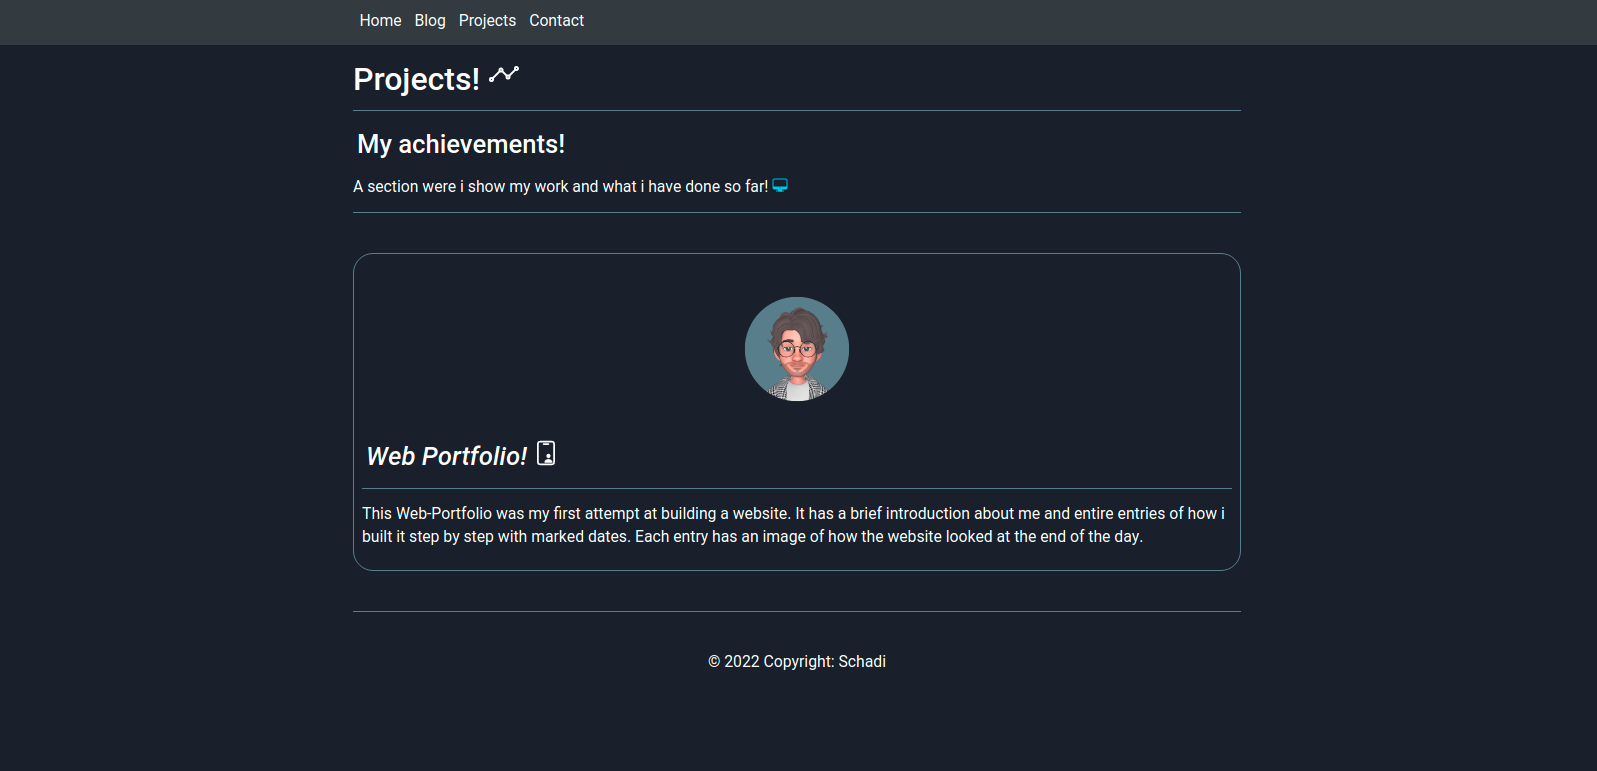 Home Blog Projects Contact
Projects!
My achievements!
A section were i show my work and what i have done so far!
Web Portfolio!
This Web-Portfolio was my first attempt at building a website. It has a brief introduction about me and entire entries of how i
built it step by step with marked dates. Each entry has an image of how the website looked at the end of the day.
© 2022 Copyright: Schadi